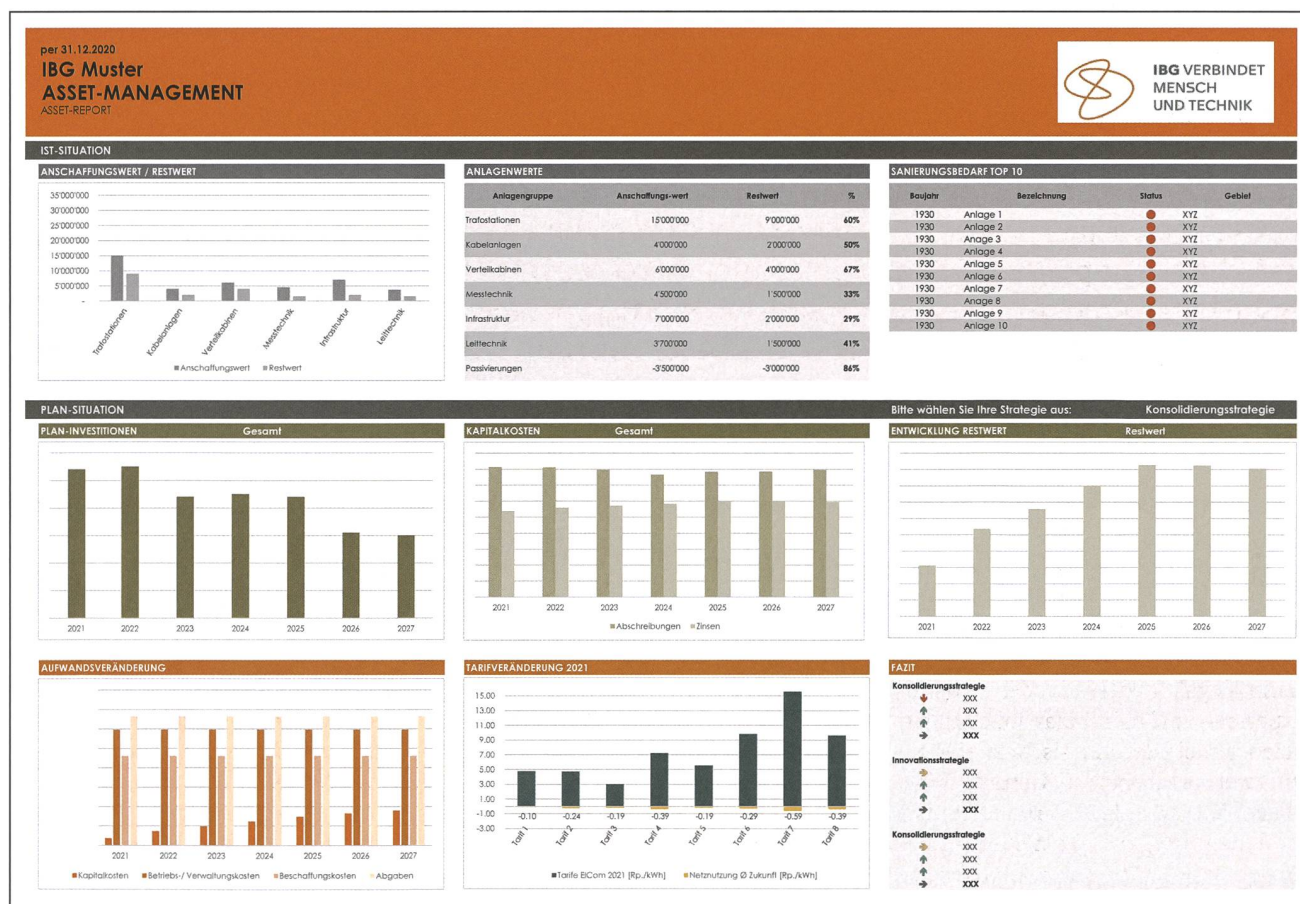 per 31.12.2020
IBG Muster
ASSET-MANAGEMENT
ASSET-REPORT
IBG VERBINDET
MENSCH
UND TECHNIK
IST-SITUATION
ANSCHAFFUNGSWERT / RESTWERT
35'000'000
30'000'000
25'000'000
20'000'000
15'000'000
10'000'000
5'000'000
-
Trafostationen
Kabelanlagen
Verteilkabinen
Messtechnik
Infrastruktur
Leittechnik
Anschaffungswert Restwert
ANLAGENWERTE
Anlagengruppe Anschaffungs-wert Restwert %
Trafostationen 15'000'000 9'000'000 60%
Kabelanlagen 4'000'000 2'000'000 50%
Verteilkabinen 6'000'000 4'000'000 67%
Messtechnik 4'500'000 1'500'000 33%
Infrastruktur 7'000'000 2'000'000 29%
Leittechnik 3'700'000 1'500'000 41%
Passivierungen -3'500'000 -3'000'000 86%
SANIERUNGSBEDARF TOP 10
Baujahr Bezeichnung Status Gebiet
1930 Anlage 1 XYZ
1930 Anlage 2 XYZ
1930 Anage 3 XYZ
1930 Anlage 4 XYZ
1930 Anlage 5 XYZ
1930 Anlage 6 XYZ
1930 Anlage 7 XYZ
1930 Anage 8 XYZ
1930 Anlage 9 XYZ
1930 Anlage 10 XYZ
PLAN-SITUATION Bitte wählen Sie Ihre Strategie aus: Konsolidierungsstrategie
PLAN-INVESTITIONEN Gesamt
2021 2022 2023 2024 2025 2026 2027
KAPITALKOSTEN Gesamt
2021 2022 2023 2024 2025 2026 2027
Abschreibungen Zinsen
ENTWICKLUNG RESTWERT Restwert
2021 2022 2023 2024 2025 2026 2027
AUFWANDSVERÄNDERUNG
2021 2022 2023 2024 2025 2026 2027
Kapitalkosten Betriebs-/ Verwaltungskosten Beschaffungskosten Abgaben
TARIFVERÄNDERUNG 2021
15.00
13.00
11.00
9.00
7.00
5.00
3.00
1.00
-1.00
-3.00
-0.10 -0.24 -0.19 -0.39 -0.19 -0.29 -0.59 -0.39
Tarif 1 Tarif 2 Tarif 3 Tarif 4 Tarif 5 Tarif 6 Tarif 7 Tarif 8
Tarife ElCom 2021 [Rp./kWh] Netznutzung Ø Zukunft [Rp./kWh]
FAZIT
Konsolidierungsstrategie
XXX
XXX
XXX
XXX
Innovationsstrategie
XXX
XXX
XXX
XXX
Konsolidierungsstrategie
XXX
XXX
XXX
XXX